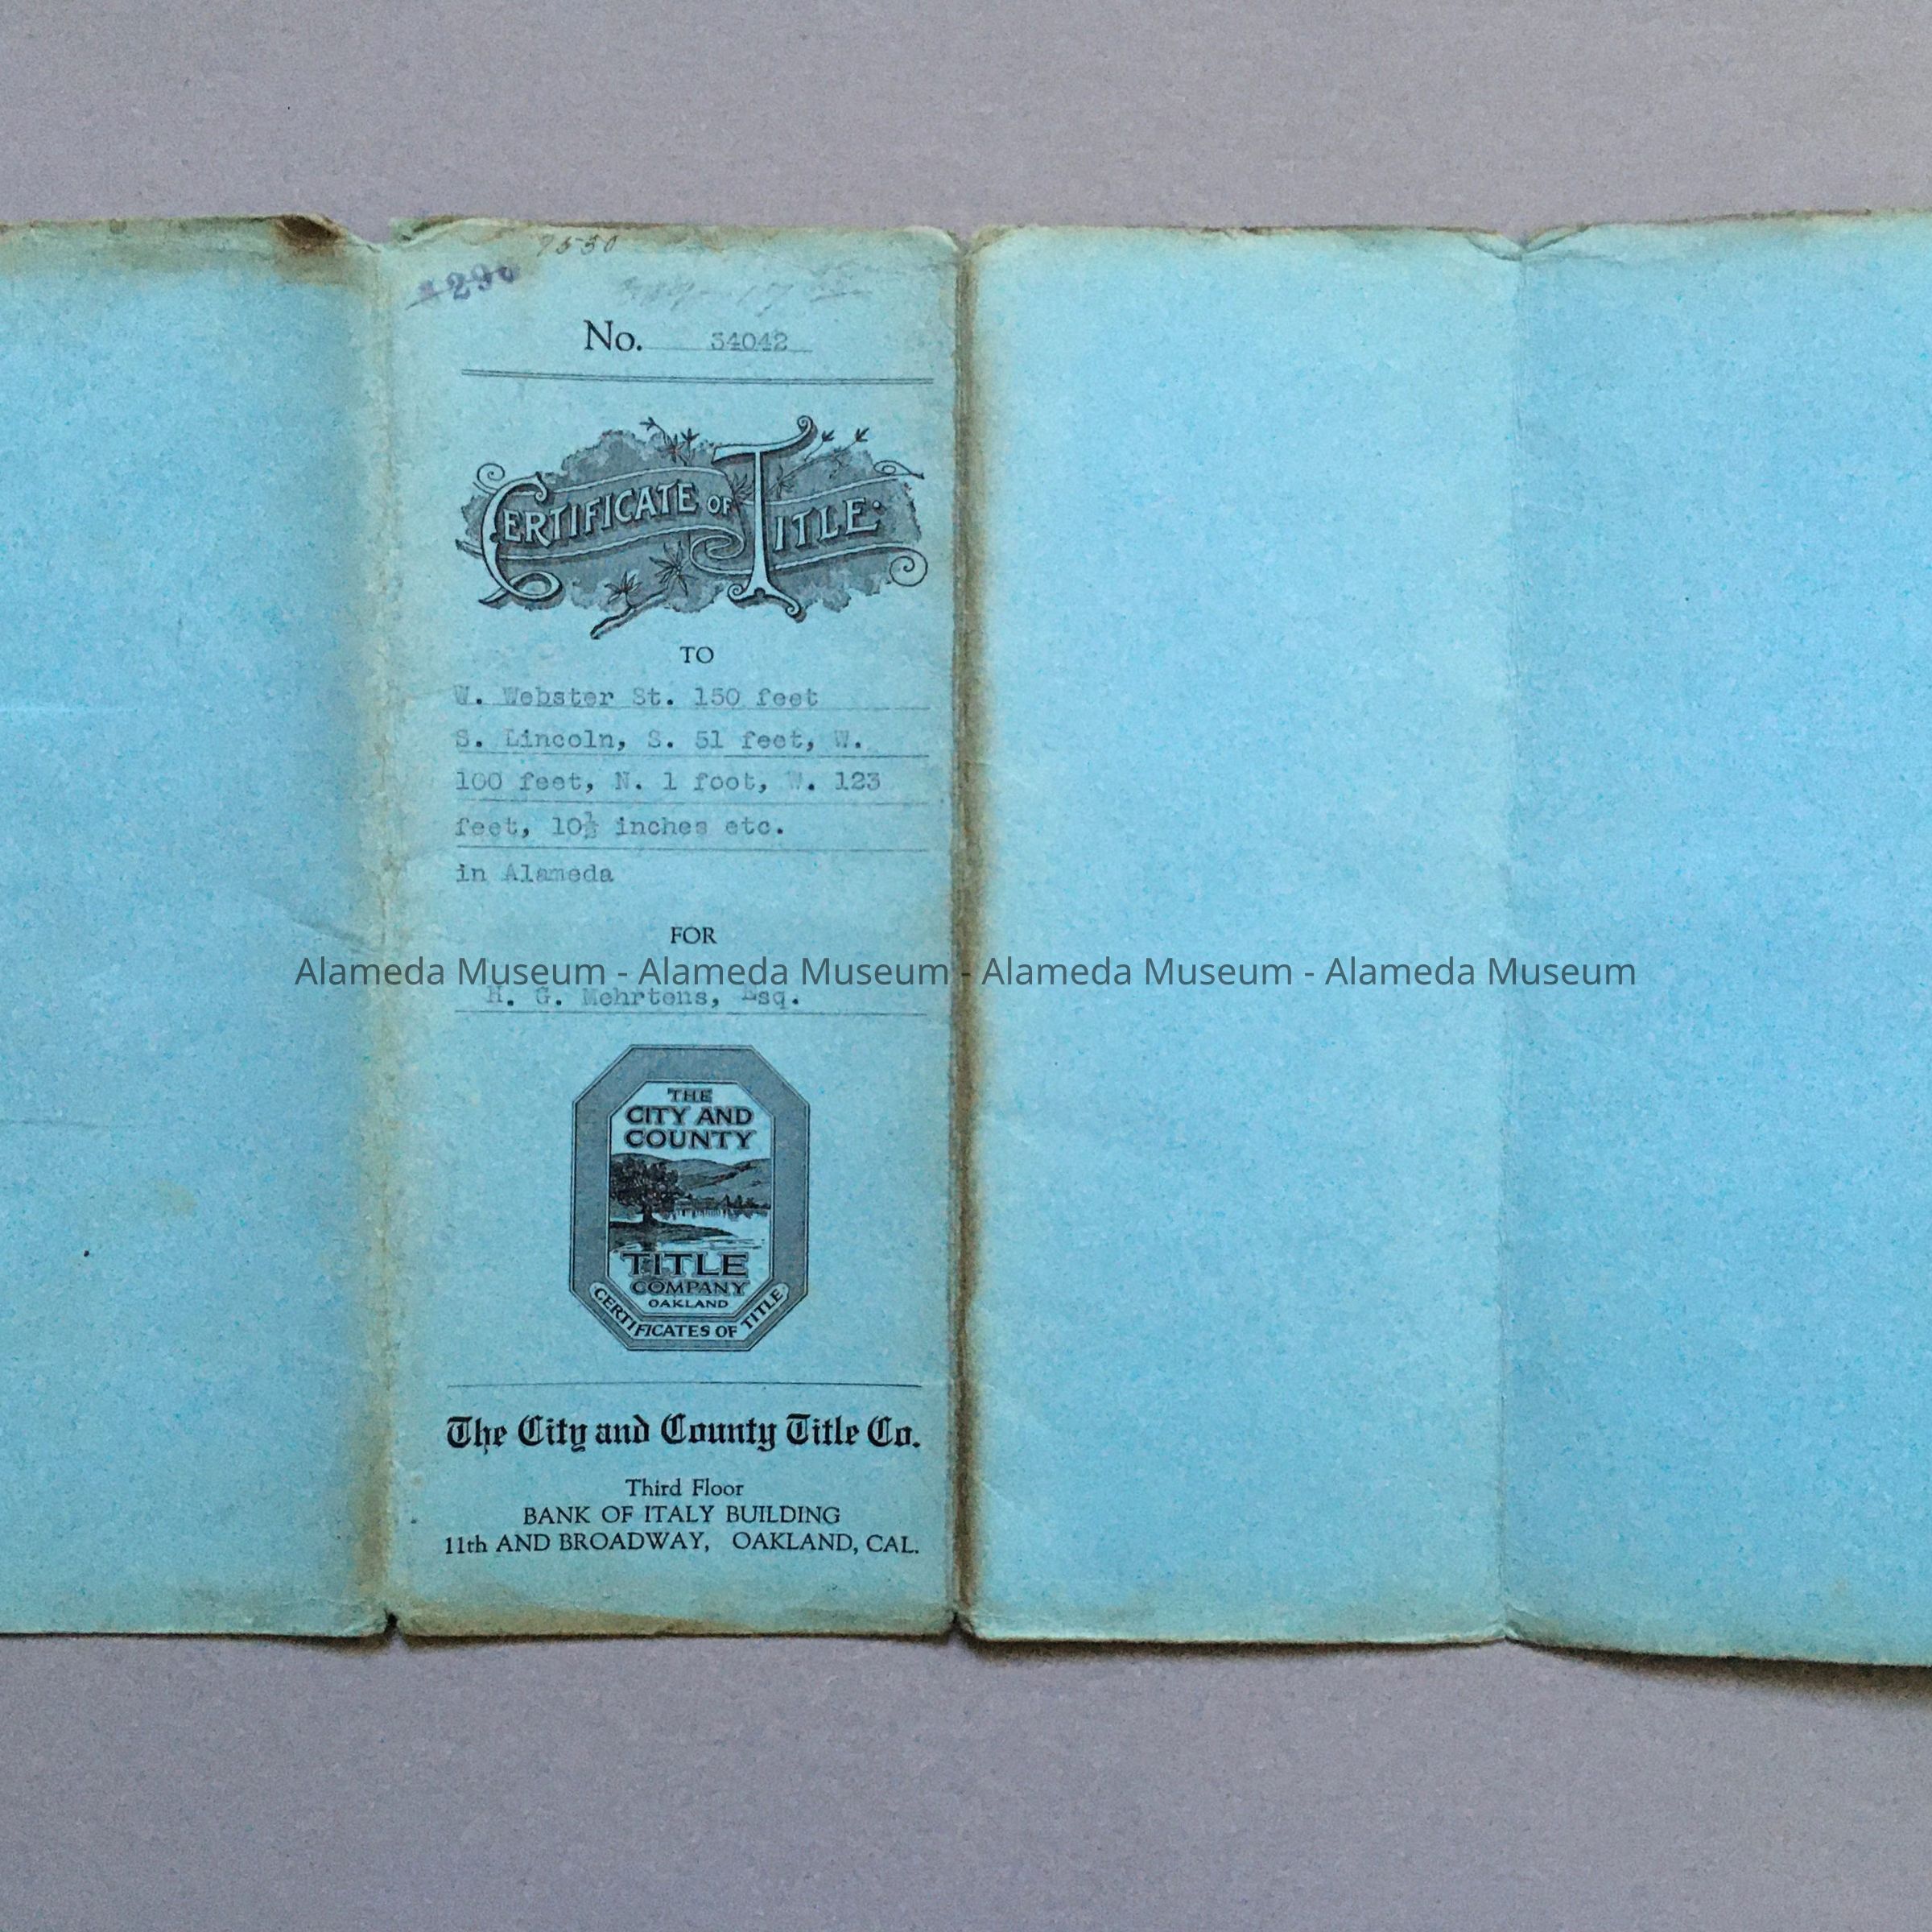 7550
No. 34042
CERTIFICATE OF TITLE
TO
W. Webster St. 150 feet
S. Lincoln, S. 51 feet, W.
100 feet, N. 1 foot, W. 123
feet, 10½ inches etc.
in Alameda
FOR
Alameda Museum - Alameda Museum - Alameda Museum - Alameda Museum
H. G. Mehrtens, Esq.
THE
CITY AND
COUNTY
TITLE
COMPANY
OAKLAND
CERTIFICATES OF TITLE
The City and County Title Co.
Third Floor
BANK OF ITALY BUILDING
11th AND BROADWAY, OAKLAND, CAL.